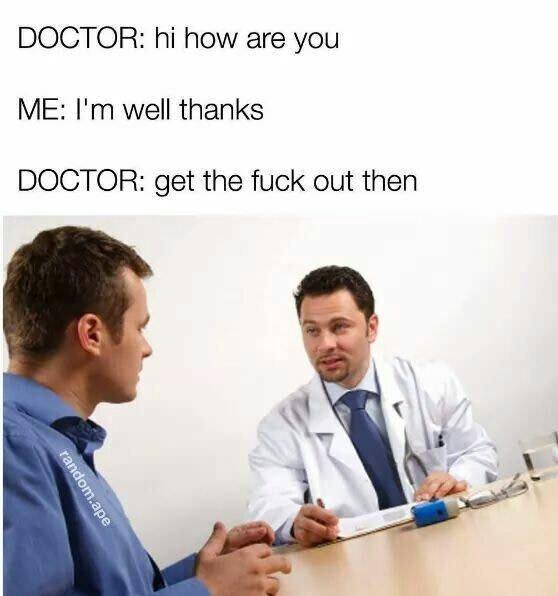 DOCTOR: hi how are you
ME: I'm well thanks
DOCTOR: get the fuck out then
random.ape